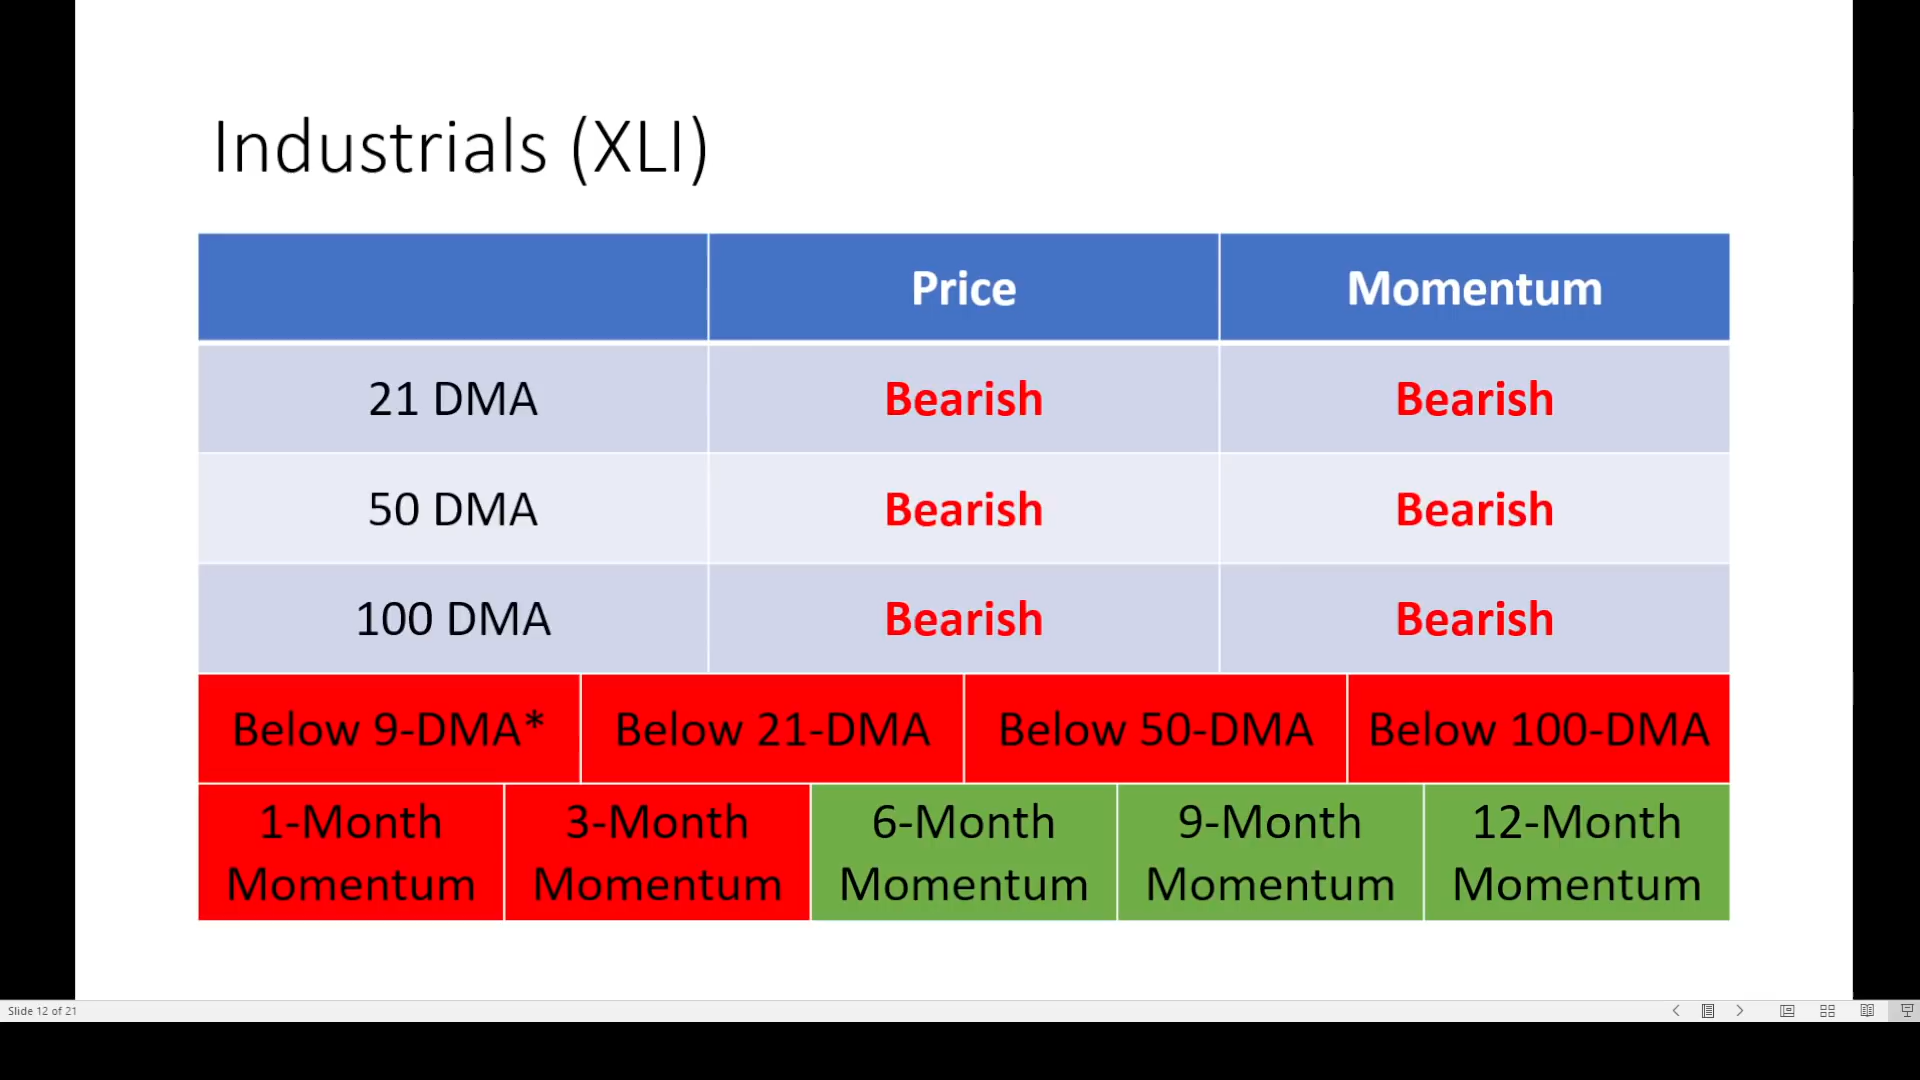 Industrials (XLI)
Price Momentum
21 DMA Bearish Bearish
50 DMA Bearish Bearish
100 DMA Bearish Bearish
Below 9-DMA* Below 21-DMA Below 50-DMA Below 100-DMA
1-Month 3-Month 6-Month 9-Month 12-Month
Momentum Momentum Momentum Momentum Momentum
Slide 12 of 21